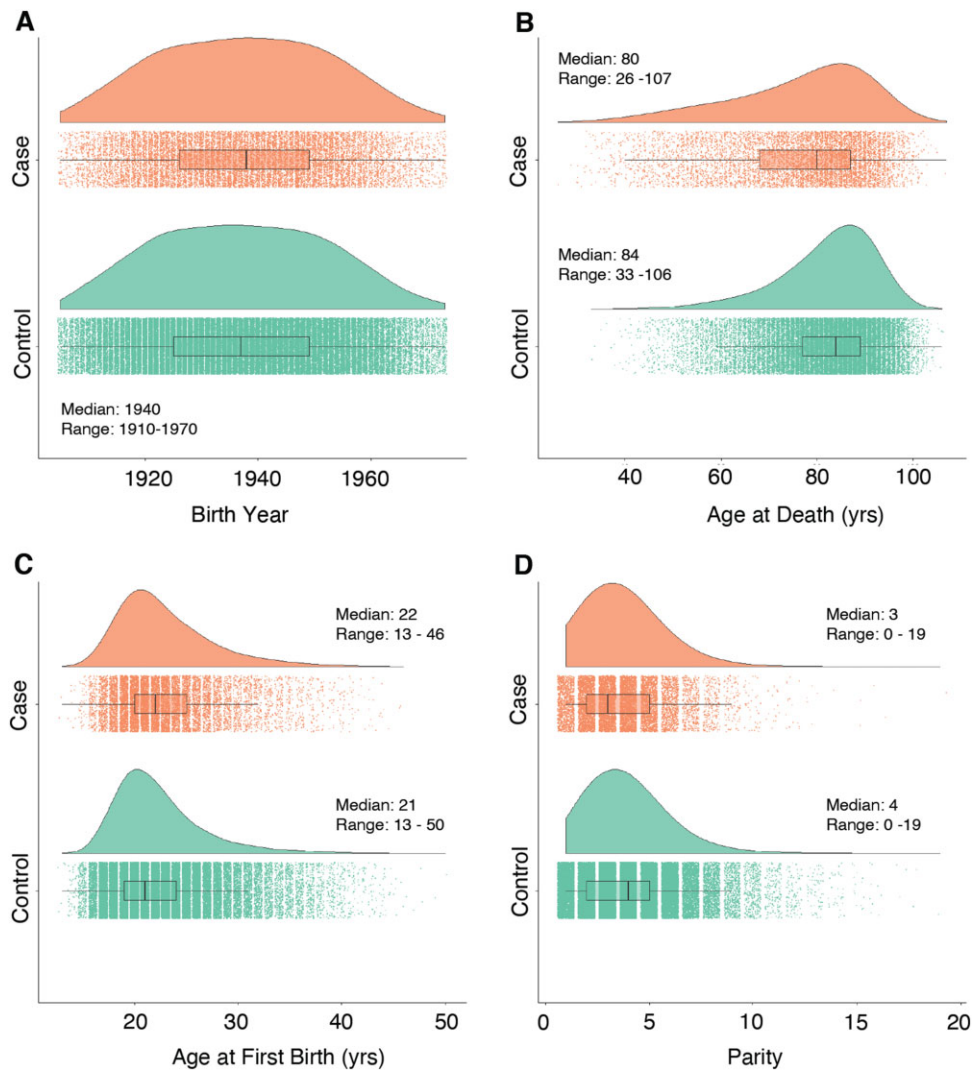 A
Case
Control
Median: 1940
Range: 1910-1970
1920 1940 1960
Birth Year
B
Median: 80
Range: 26 -107
Case
Median: 84
Range: 33 -106
Control
40 60 80 100
Age at Death (yrs)
C
Median: 22
Range: 13 - 46
Case
Median: 21
Range: 13 - 50
Control
20 30 40 50
Age at First Birth (yrs)
D
Median: 3
Range: 0 - 19
Case
Median: 4
Range: 0 -19
Control
0 5 10 15 20
Parity